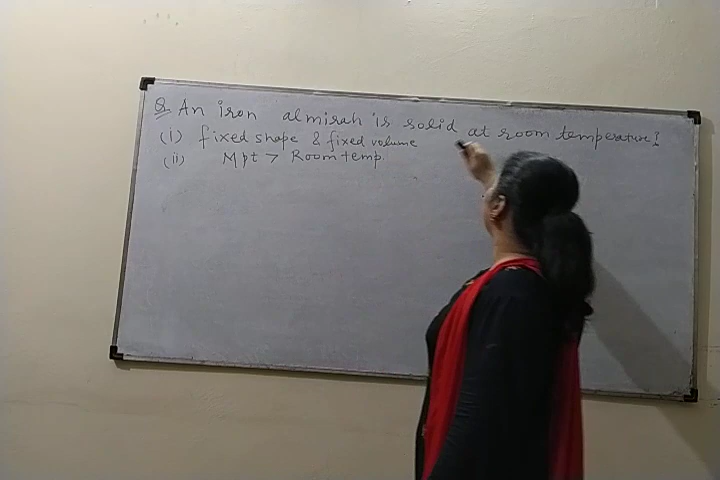 Q. An iron almirah is solid at room temperature?
(i) fixed shape & fixed volume
(ii) Mpt > Room temp.